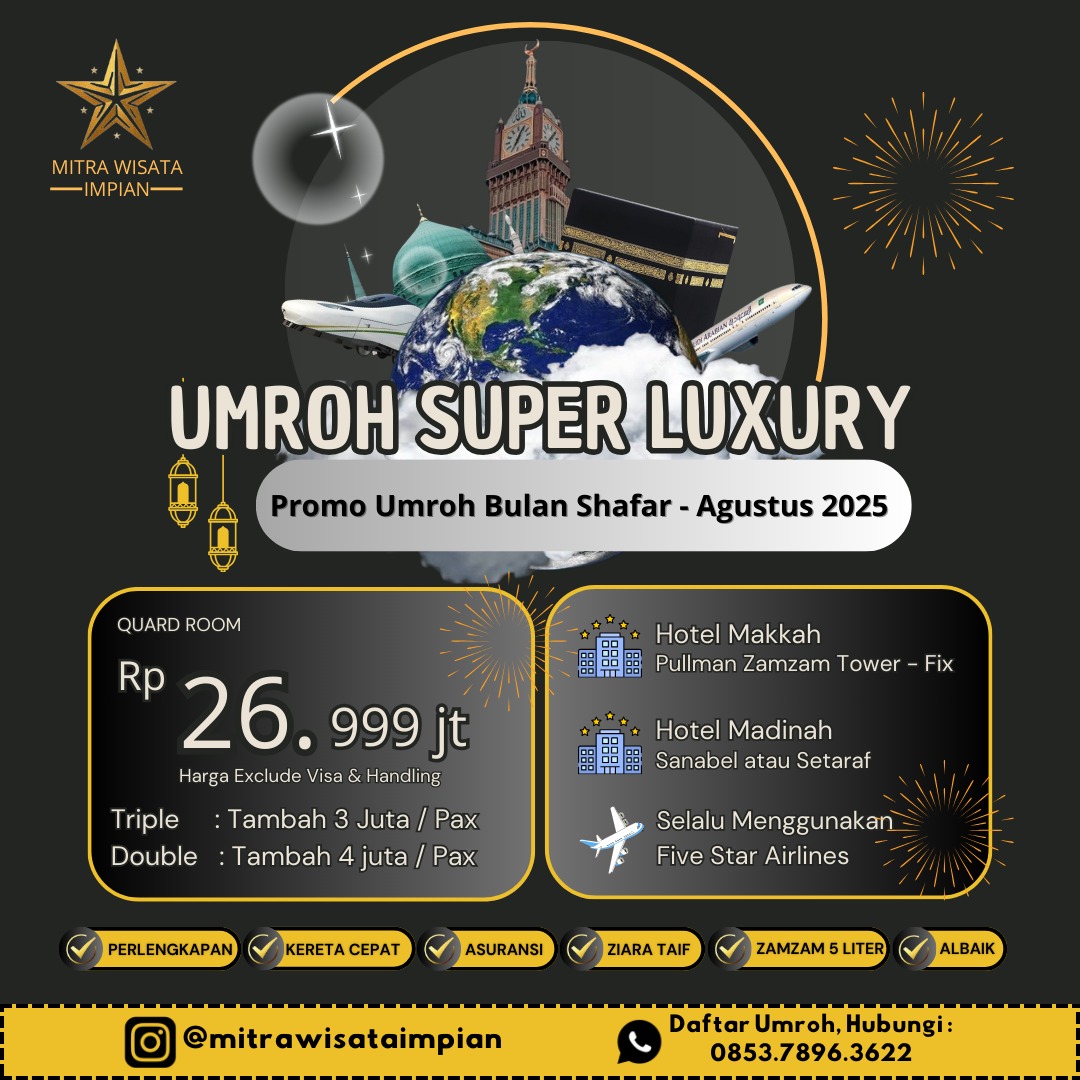 MITRA WISATA
IMPIAN
UMROH SUPER LUXURY
Promo Umroh Bulan Shafar - Agustus 2025
QUARD ROOM
Rp 26. 999 jt
Harga Exclude Visa & Handling
Triple : Tambah 3 Juta / Pax
Double : Tambah 4 juta / Pax
Hotel Makkah
Pullman Zamzam Tower - Fix
Hotel Madinah
Sanabel atau Setaraf
Selalu Menggunakan
Five Star Airlines
PERLENGKAPAN
KERETA CEPAT
ASURANSI
ZIARA TAIF
ZAMZAM 5 LITER
ALBAIK
@mitrawisataimpian
Daftar Umroh, Hubungi :
0853.7896.3622